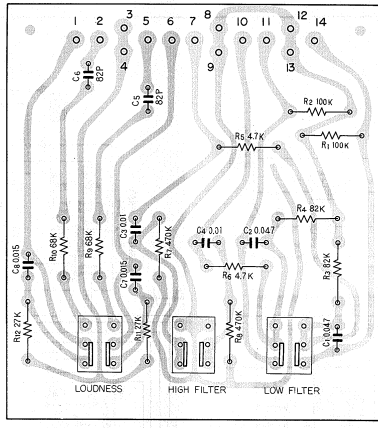 1 2 3 5 6 7 8 10 11 12 14
4 9 13
C6 82P
C5 82P
R2 100K
R1 100K
R5 4.7K
R4 82K
C8 0.015
R10 68K
R9 68K
C3 0.01
R7 470K
C4 0.01
C2 0.047
R3 82K
C7 0.015
R6 4.7K
R12 27K
R11 27K
R8 470K
C1 0.047
LOUDNESS
HIGH FILTER
LOW FILTER